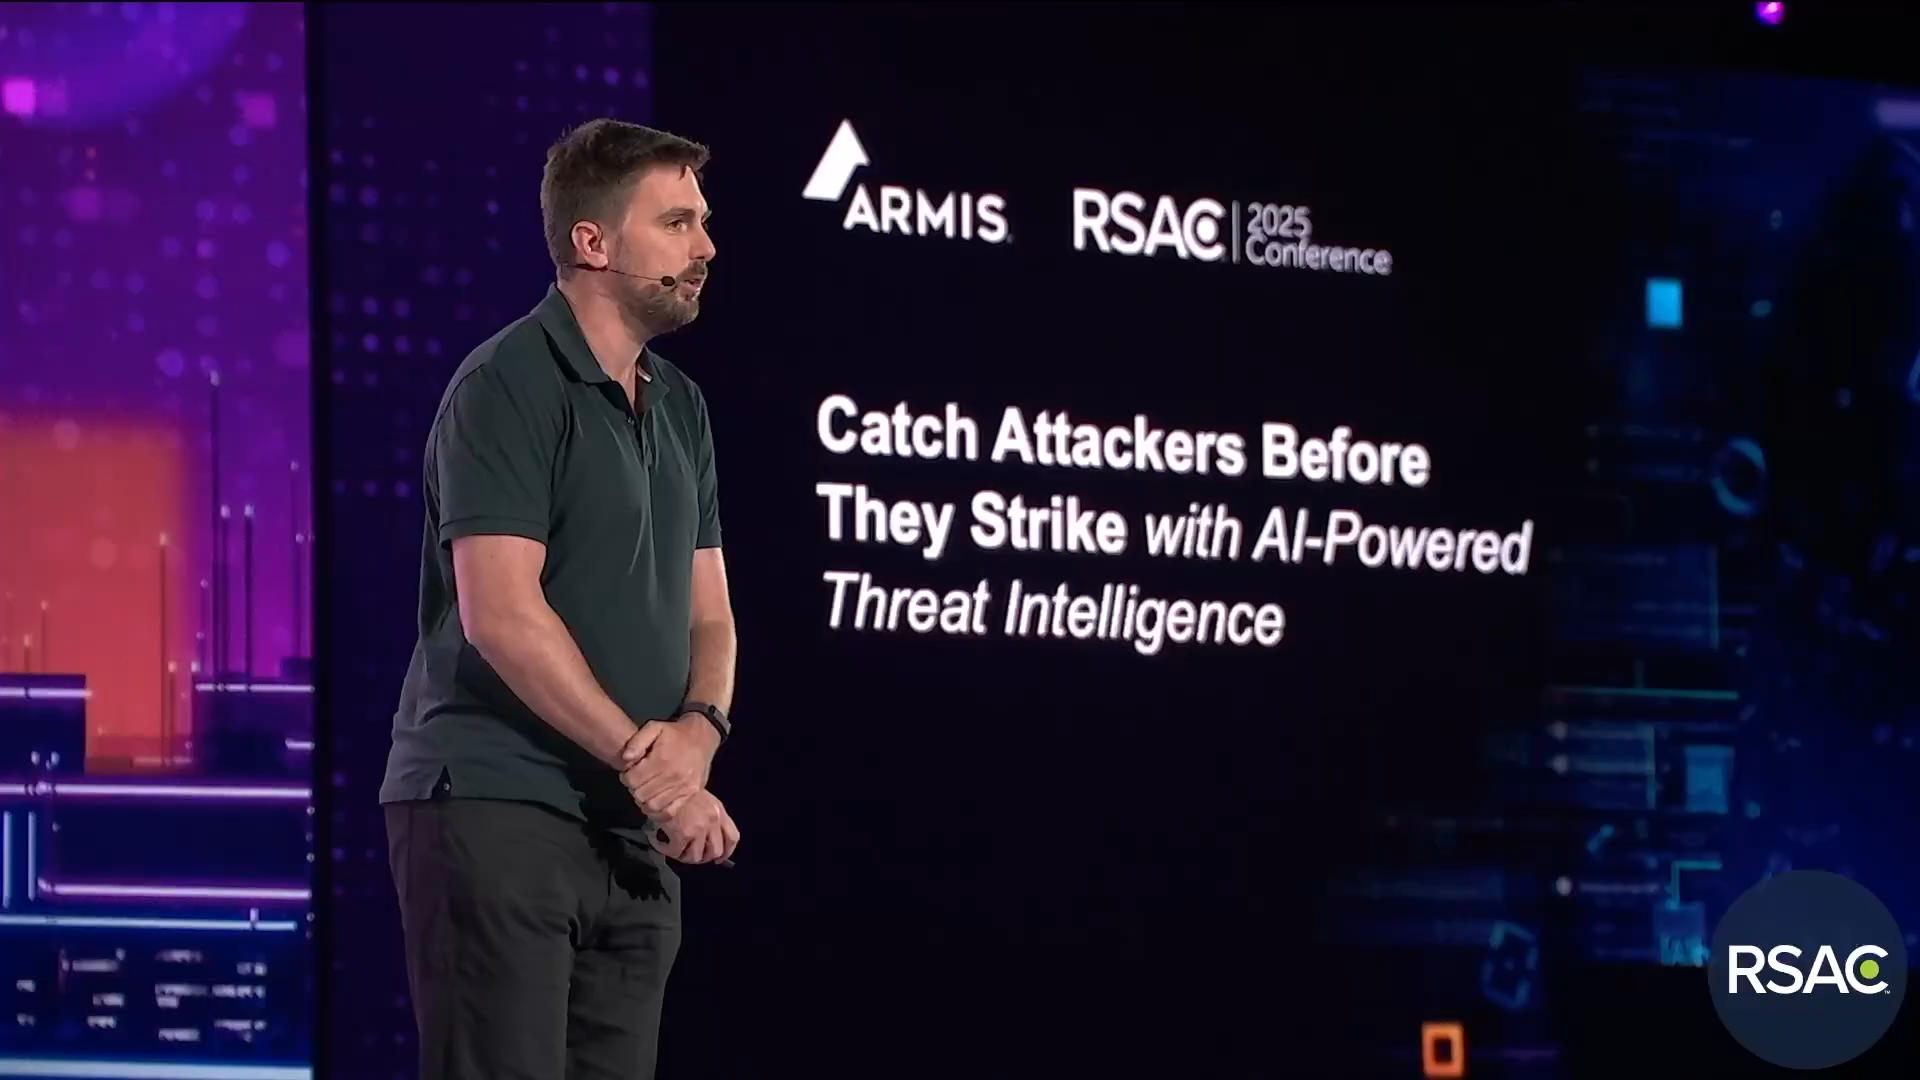 ARMIS
RSAC | 2025 Conference
Catch Attackers Before
They Strike with AI-Powered
Threat Intelligence
RSAC